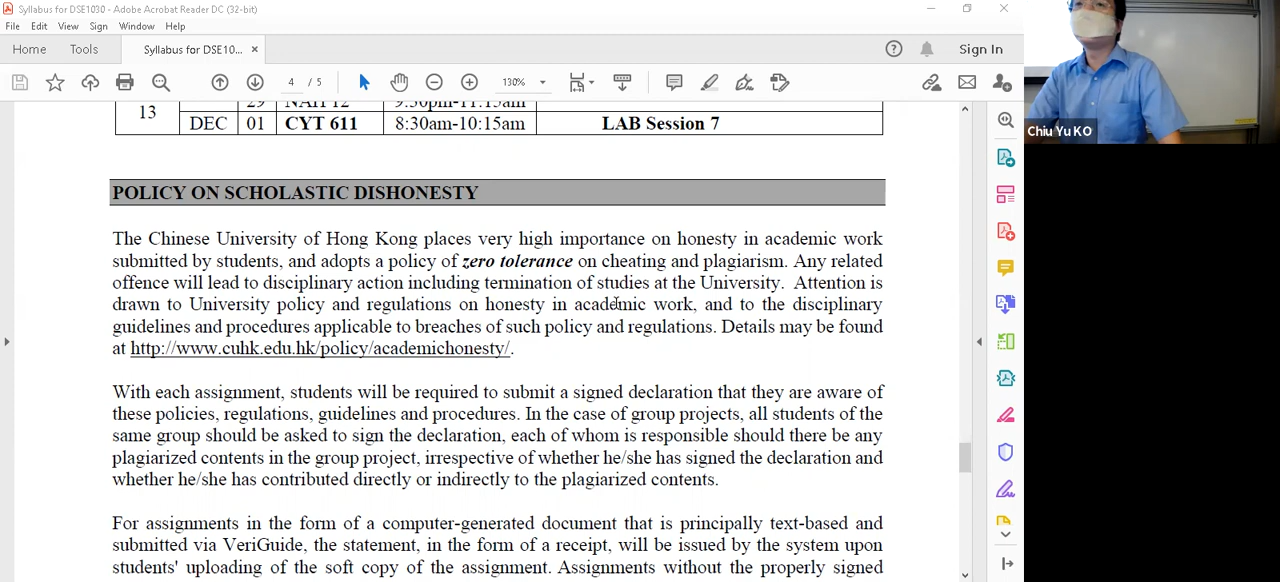 Syllabus for DSE1030 - Adobe Acrobat Reader DC (32-bit)
File Edit View Sign Window Help
Home Tools Syllabus for DSE10... × Sign In
4 / 5 130%
13 29 9:30pm-11:15am
DEC 01 CYT 611 8:30am-10:15am LAB Session 7
Chiu Yu KO
POLICY ON SCHOLASTIC DISHONESTY
The Chinese University of Hong Kong places very high importance on honesty in academic work
submitted by students, and adopts a policy of zero tolerance on cheating and plagiarism. Any related
offence will lead to disciplinary action including termination of studies at the University. Attention is
drawn to University policy and regulations on honesty in academic work, and to the disciplinary
guidelines and procedures applicable to breaches of such policy and regulations. Details may be found
at http://www.cuhk.edu.hk/policy/academichonesty/.
With each assignment, students will be required to submit a signed declaration that they are aware of
these policies, regulations, guidelines and procedures. In the case of group projects, all students of the
same group should be asked to sign the declaration, each of whom is responsible should there be any
plagiarized contents in the group project, irrespective of whether he/she has signed the declaration and
whether he/she has contributed directly or indirectly to the plagiarized contents.
For assignments in the form of a computer-generated document that is principally text-based and
submitted via VeriGuide, the statement, in the form of a receipt, will be issued by the system upon
students' uploading of the soft copy of the assignment. Assignments without the properly signed